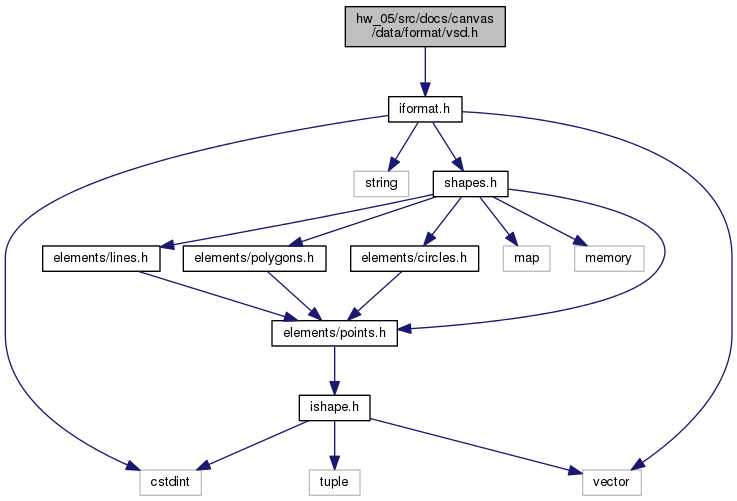 hw_05/src/docs/canvas
/data/format/vsd.h
iformat.h
string
shapes.h
elements/lines.h
elements/polygons.h
elements/circles.h
map
memory
elements/points.h
ishape.h
cstdint
tuple
vector